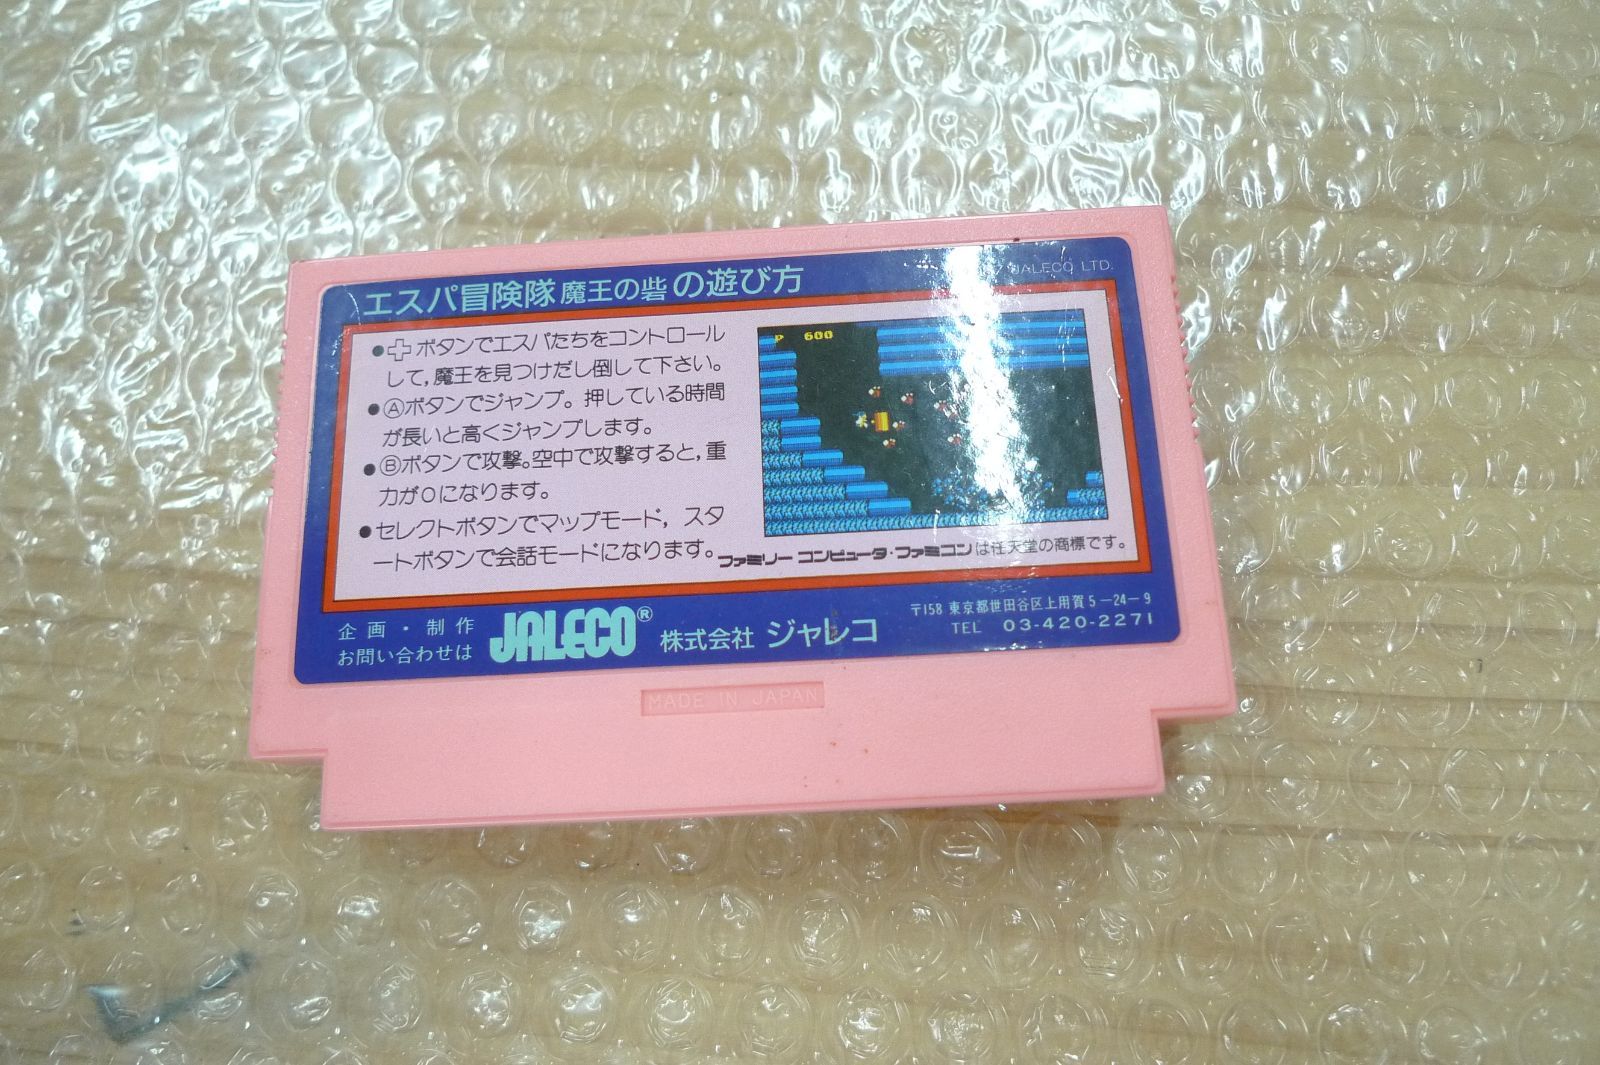 エスパ冒険隊 魔王の砦 の遊び方
JALECO LTD.
●✚ボタンでエスパたちをコントロール
して，魔王を見つけだし倒して下さい。
●Ⓐボタンでジャンプ。押している時間
が長いと高くジャンプします。
●Ⓑボタンで攻撃。空中で攻撃すると，重
力が0になります。
●セレクトボタンでマップモード，スタ
ートボタンで会話モードになります。
P 600
ファミリーコンピュータ・ファミコンは任天堂の商標です。
企画・制作
お問い合わせは
JALECO® 株式会社 ジャレコ
〒158 東京都世田谷区上用賀5-24-9
TEL 03-420-2271
MADE IN JAPAN